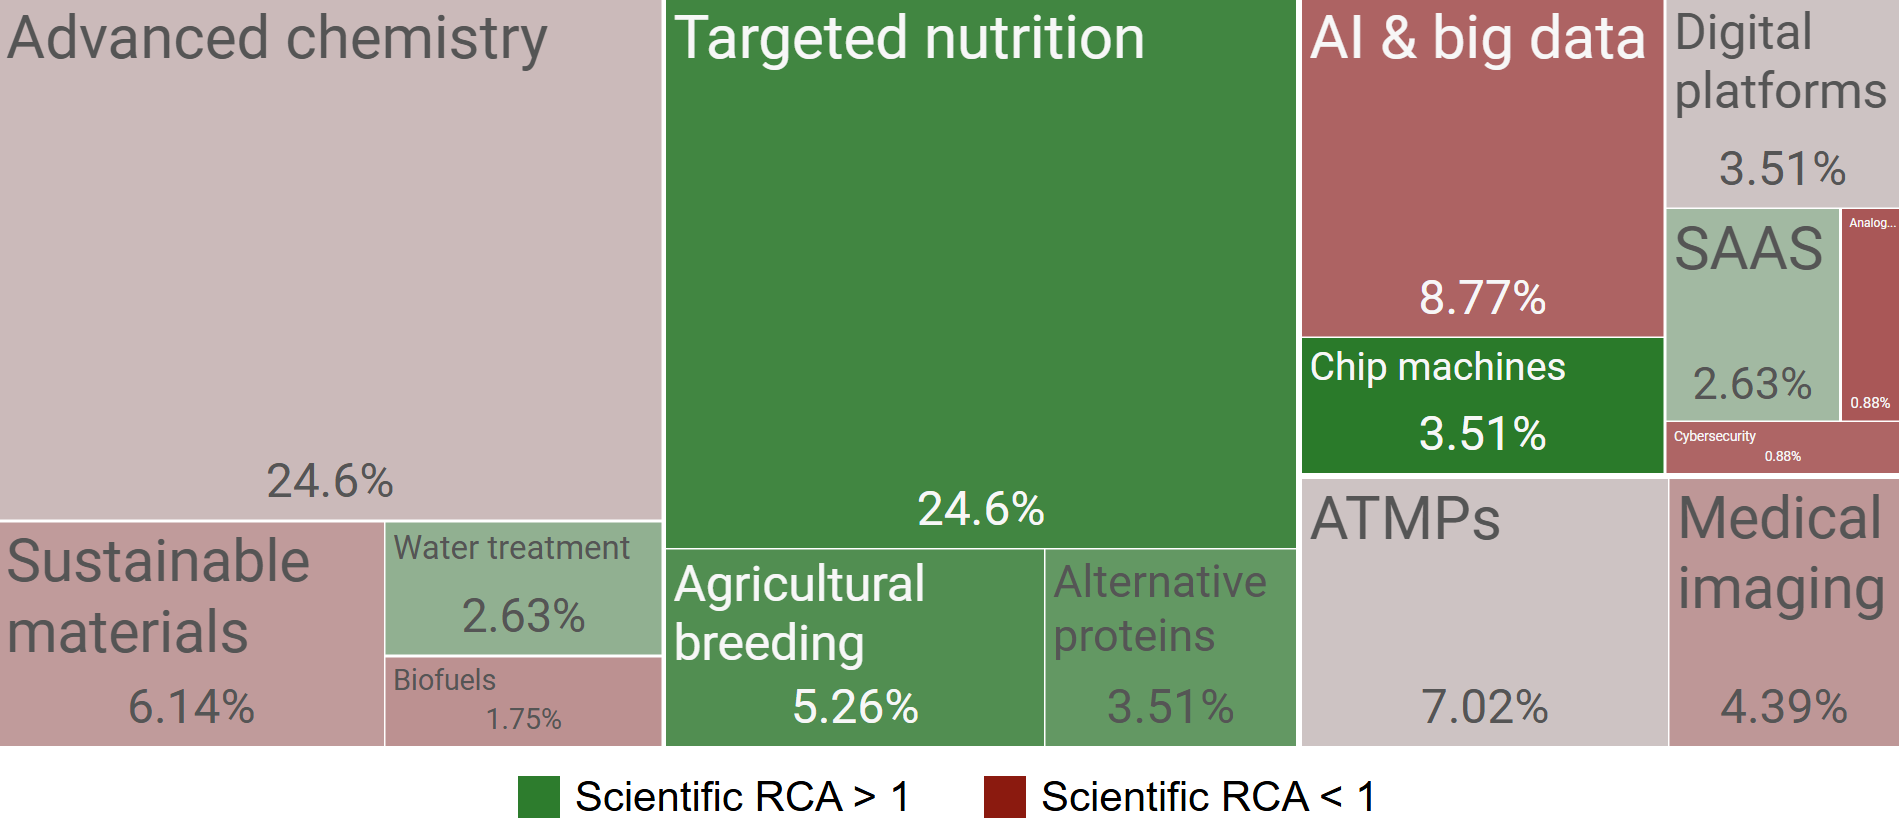 Advanced chemistry
24.6%
Sustainable
materials
6.14%
Water treatment
2.63%
Biofuels
1.75%
Targeted nutrition
24.6%
Agricultural
breeding
5.26%
Alternative
proteins
3.51%
AI & big data
8.77%
Chip machines
3.51%
Digital
platforms
3.51%
SAAS
2.63%
Analog...
0.88%
Cybersecurity
0.88%
ATMPs
7.02%
Medical
imaging
4.39%
Scientific RCA > 1
Scientific RCA < 1